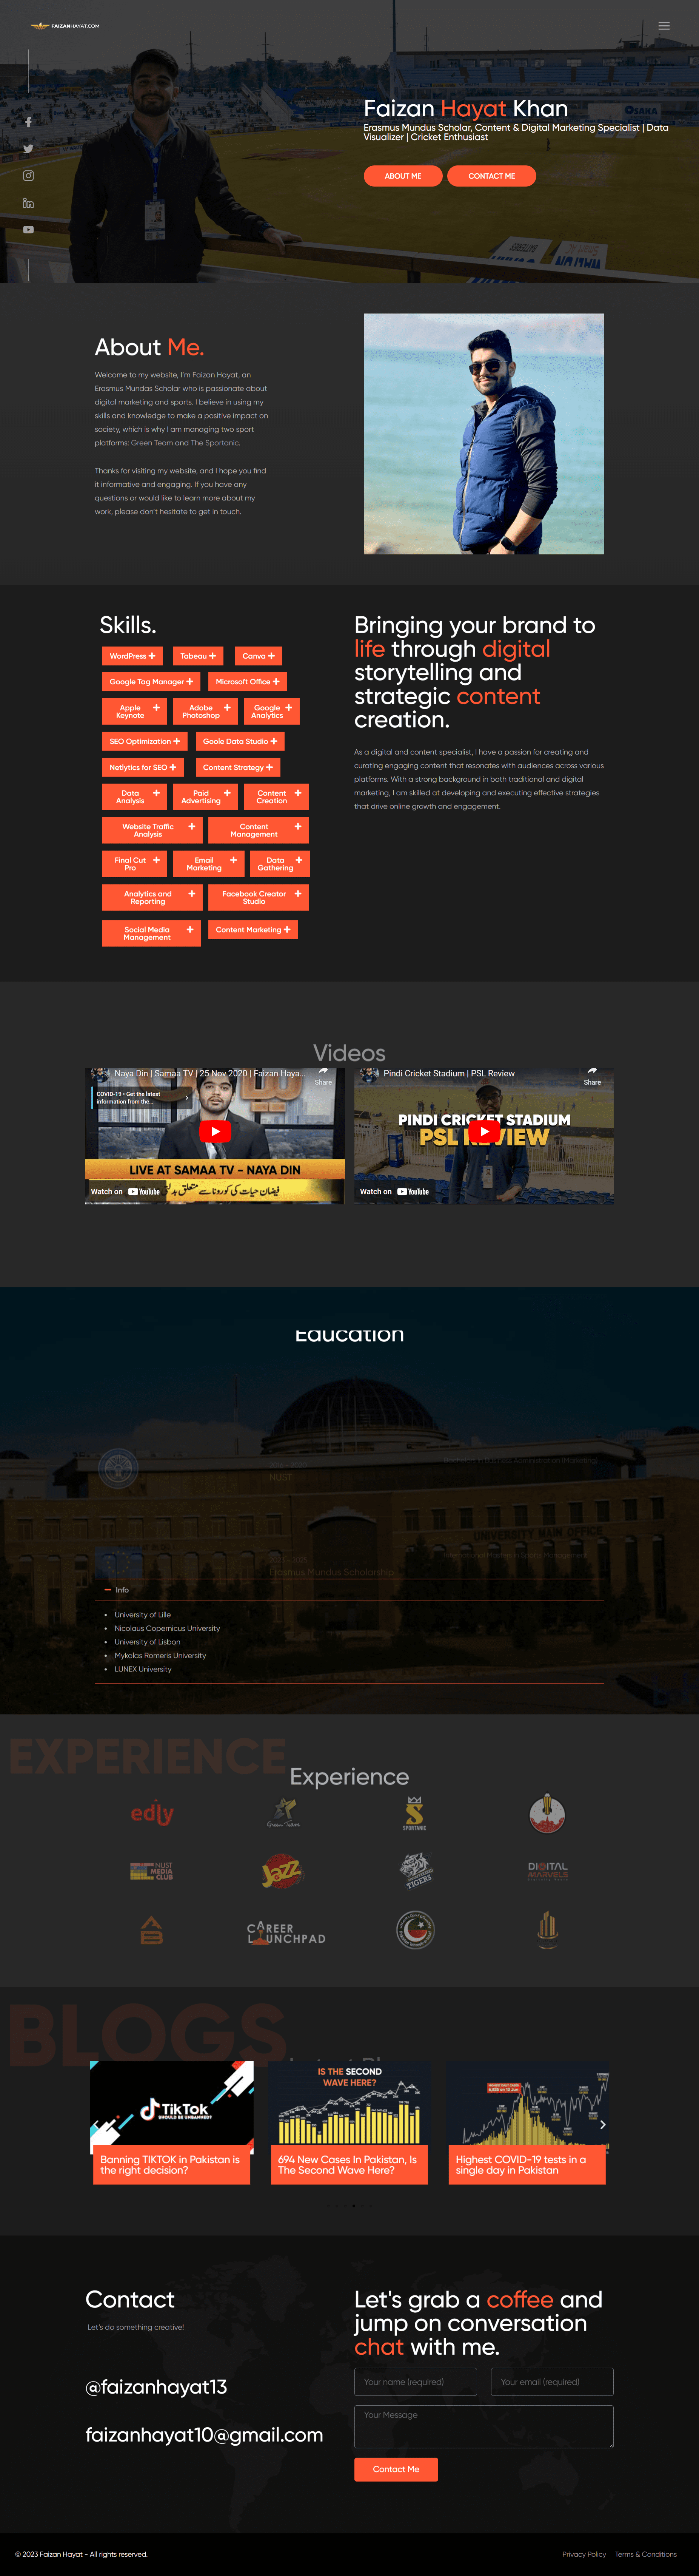 FAIZANHAYAT.COM
OSAKA
Faizan Hayat Khan
Erasmus Mundus Scholar, Content & Digital Marketing Specialist | Data
Visualizer | Cricket Enthusiast
ABOUT ME
CONTACT ME
About Me.
Welcome to my website, I'm Faizan Hayat, an
Erasmus Mundas Scholar who is passionate about
digital marketing and sports. I believe in using my
skills and knowledge to make a positive impact on
society, which is why I am managing two sport
platforms: Green Team and The Sportanic.
Thanks for visiting my website, and I hope you find
it informative and engaging. If you have any
questions or would like to learn more about my
work, please don't hesitate to get in touch.
Skills.
WordPress
Tabeau
Canva
Google Tag Manager
Microsoft Office
Apple
Keynote
Adobe
Photoshop
Google
Analytics
SEO Optimization
Goole Data Studio
Netlytics for SEO
Content Strategy
Data
Analysis
Paid
Advertising
Content
Creation
Website Traffic
Analysis
Content
Management
Final Cut
Pro
Email
Marketing
Data
Gathering
Analytics and
Reporting
Facebook Creator
Studio
Social Media
Management
Content Marketing
Bringing your brand to
life through digital
storytelling and
strategic content
creation.
As a digital and content specialist, I have a passion for creating and
curating engaging content that resonates with audiences across various
platforms. With a strong background in both traditional and digital
marketing, I am skilled at developing and executing effective strategies
that drive online growth and engagement.
Videos
Naya Din | Samaa TV | 25 Nov 2020 | Faizan Haya...
Share
COVID-19 • Get the latest
information from the...
LIVE AT SAMAA TV - NAYA DIN
Watch on YouTube
Pindi Cricket Stadium | PSL Review
Share
PINDI CRICKET STADIUM
PSL REVIEW
Watch on YouTube
Education
NUST
UNIVERSITY MAIN OFFICE
Erasmus Mundus Scholarship
Info
University of Lille
Nicolaus Copernicus University
University of Lisbon
Mykolas Romeris University
LUNEX University
EXPERIENCE
Experience
edly
Green Team
SPORTANIC
NUST
MEDIA
CLUB
Jazz
TIGERS
DIGITAL
MARVELS
CAREER
LAUNCHPAD
BLOGS
TikTok
SHOULD BE UNBANNED?
Banning TIKTOK in Pakistan is
the right decision?
IS THE SECOND
WAVE HERE?
694 New Cases In Pakistan, Is
The Second Wave Here?
Highest COVID-19 tests in a
single day in Pakistan
Contact
Let's do something creative!
@faizanhayat13
faizanhayat10@gmail.com
Let's grab a coffee and
jump on conversation
chat with me.
Your name (required)
Your email (required)
Your Message
Contact Me
© 2023 Faizan Hayat - All rights reserved.
Privacy Policy
Terms & Conditions